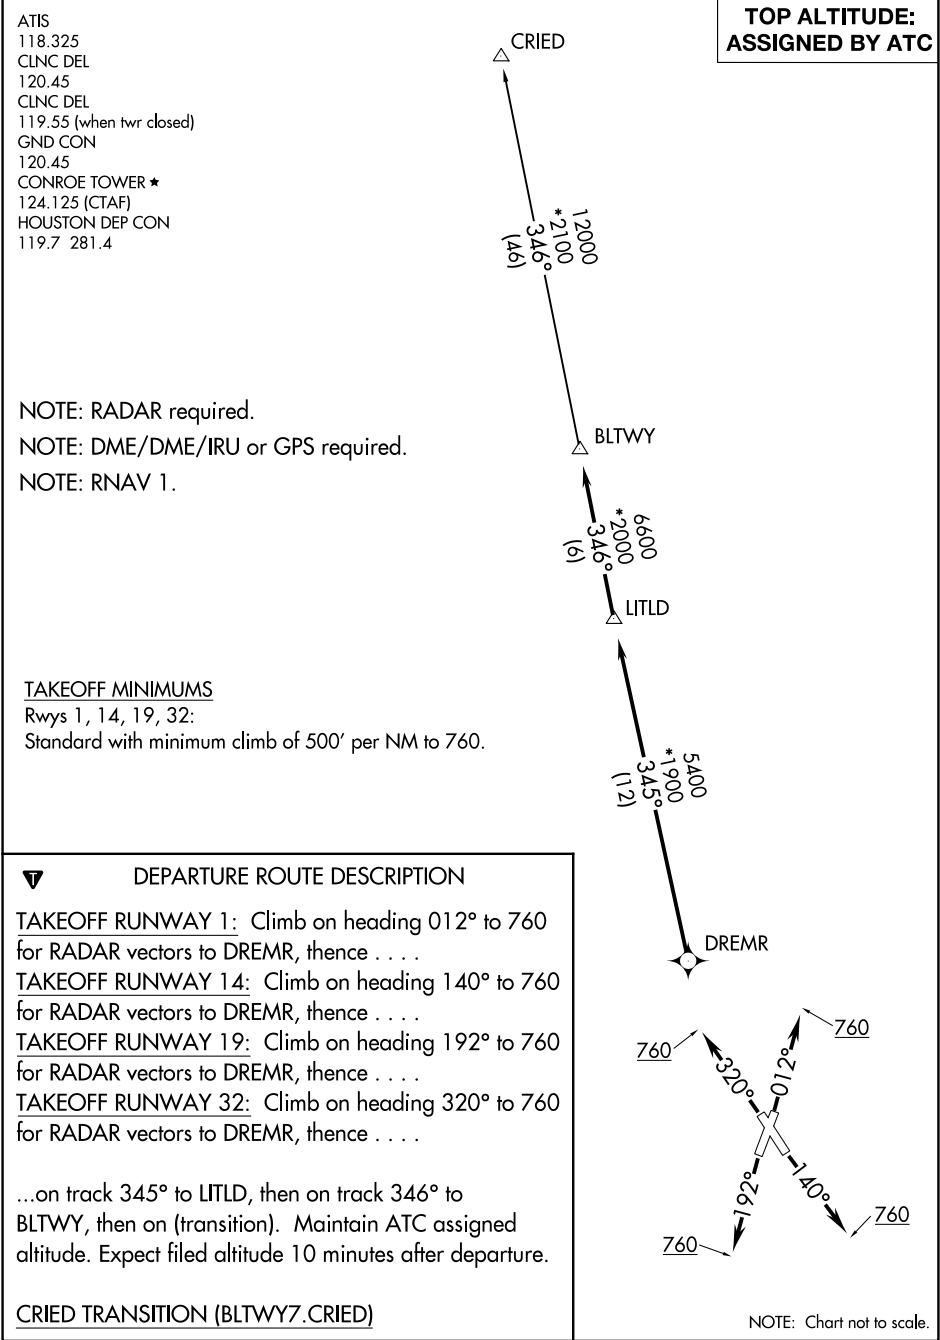 ATIS
118.325
CLNC DEL
120.45
CLNC DEL
119.55 (when twr closed)
GND CON
120.45
CONROE TOWER ★
124.125 (CTAF)
HOUSTON DEP CON
119.7 281.4
TOP ALTITUDE:
ASSIGNED BY ATC
CRIED
12000
*2100
346°
(46)
NOTE: RADAR required.
NOTE: DME/DME/IRU or GPS required.
NOTE: RNAV 1.
BLTWY
6600
*2000
346°
(6)
LITLD
TAKEOFF MINIMUMS
Rwys 1, 14, 19, 32:
Standard with minimum climb of 500' per NM to 760.
5400
*1900
345°
(12)
DREMR
760
320°
760
012°
192°
760
140°
760
T
DEPARTURE ROUTE DESCRIPTION
TAKEOFF RUNWAY 1: Climb on heading 012° to 760
for RADAR vectors to DREMR, thence . . . .
TAKEOFF RUNWAY 14: Climb on heading 140° to 760
for RADAR vectors to DREMR, thence . . . .
TAKEOFF RUNWAY 19: Climb on heading 192° to 760
for RADAR vectors to DREMR, thence . . . .
TAKEOFF RUNWAY 32: Climb on heading 320° to 760
for RADAR vectors to DREMR, thence . . . .
...on track 345° to LITLD, then on track 346° to
BLTWY, then on (transition). Maintain ATC assigned
altitude. Expect filed altitude 10 minutes after departure.
CRIED TRANSITION (BLTWY7.CRIED)
NOTE: Chart not to scale.